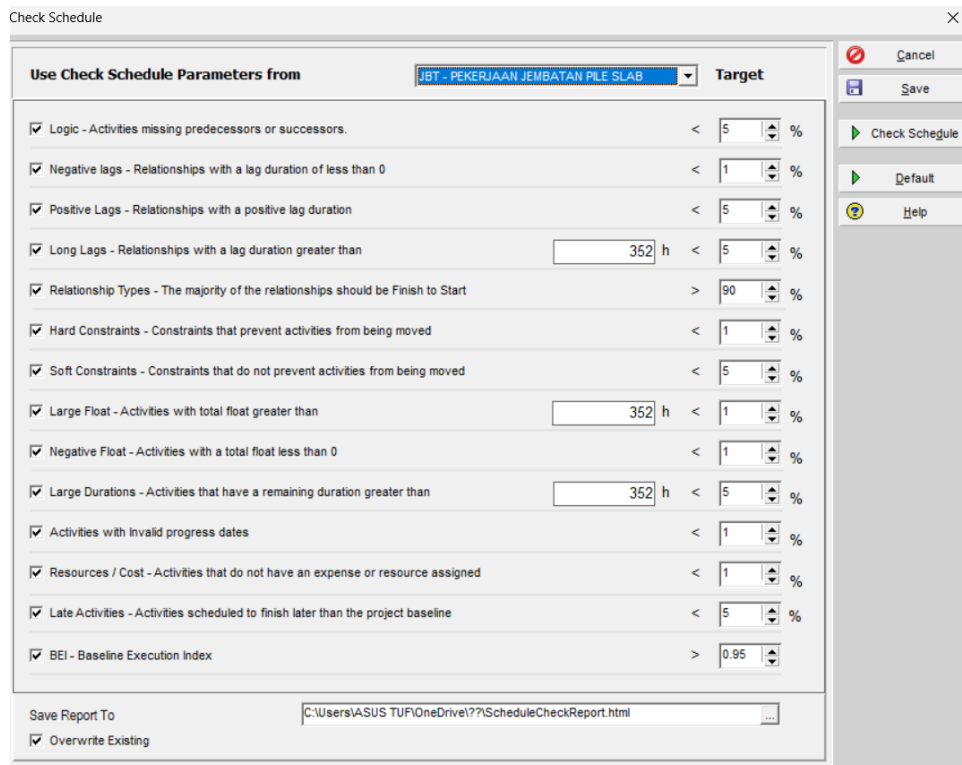 Check Schedule
Use Check Schedule Parameters from JBT - PEKERJAAN JEMBATAN PILE SLAB Target
Logic - Activities missing predecessors or successors. < 5 %
Negative lags - Relationships with a lag duration of less than 0 < 1 %
Positive Lags - Relationships with a positive lag duration < 5 %
Long Lags - Relationships with a lag duration greater than 352 h < 5 %
Relationship Types - The majority of the relationships should be Finish to Start > 90 %
Hard Constraints - Constraints that prevent activities from being moved < 1 %
Soft Constraints - Constraints that do not prevent activities from being moved < 5 %
Large Float - Activities with total float greater than 352 h < 1 %
Negative Float - Activities with a total float less than 0 < 1 %
Large Durations - Activities that have a remaining duration greater than 352 h < 5 %
Activities with Invalid progress dates < 1 %
Resources / Cost - Activities that do not have an expense or resource assigned < 1 %
Late Activities - Activities scheduled to finish later than the project baseline < 5 %
BEI - Baseline Execution Index > 0.95
Save Report To C:\Users\ASUS TUF\OneDrive\??\ScheduleCheckReport.html ...
Overwrite Existing
Cancel
Save
Check Schedule
Default
Help